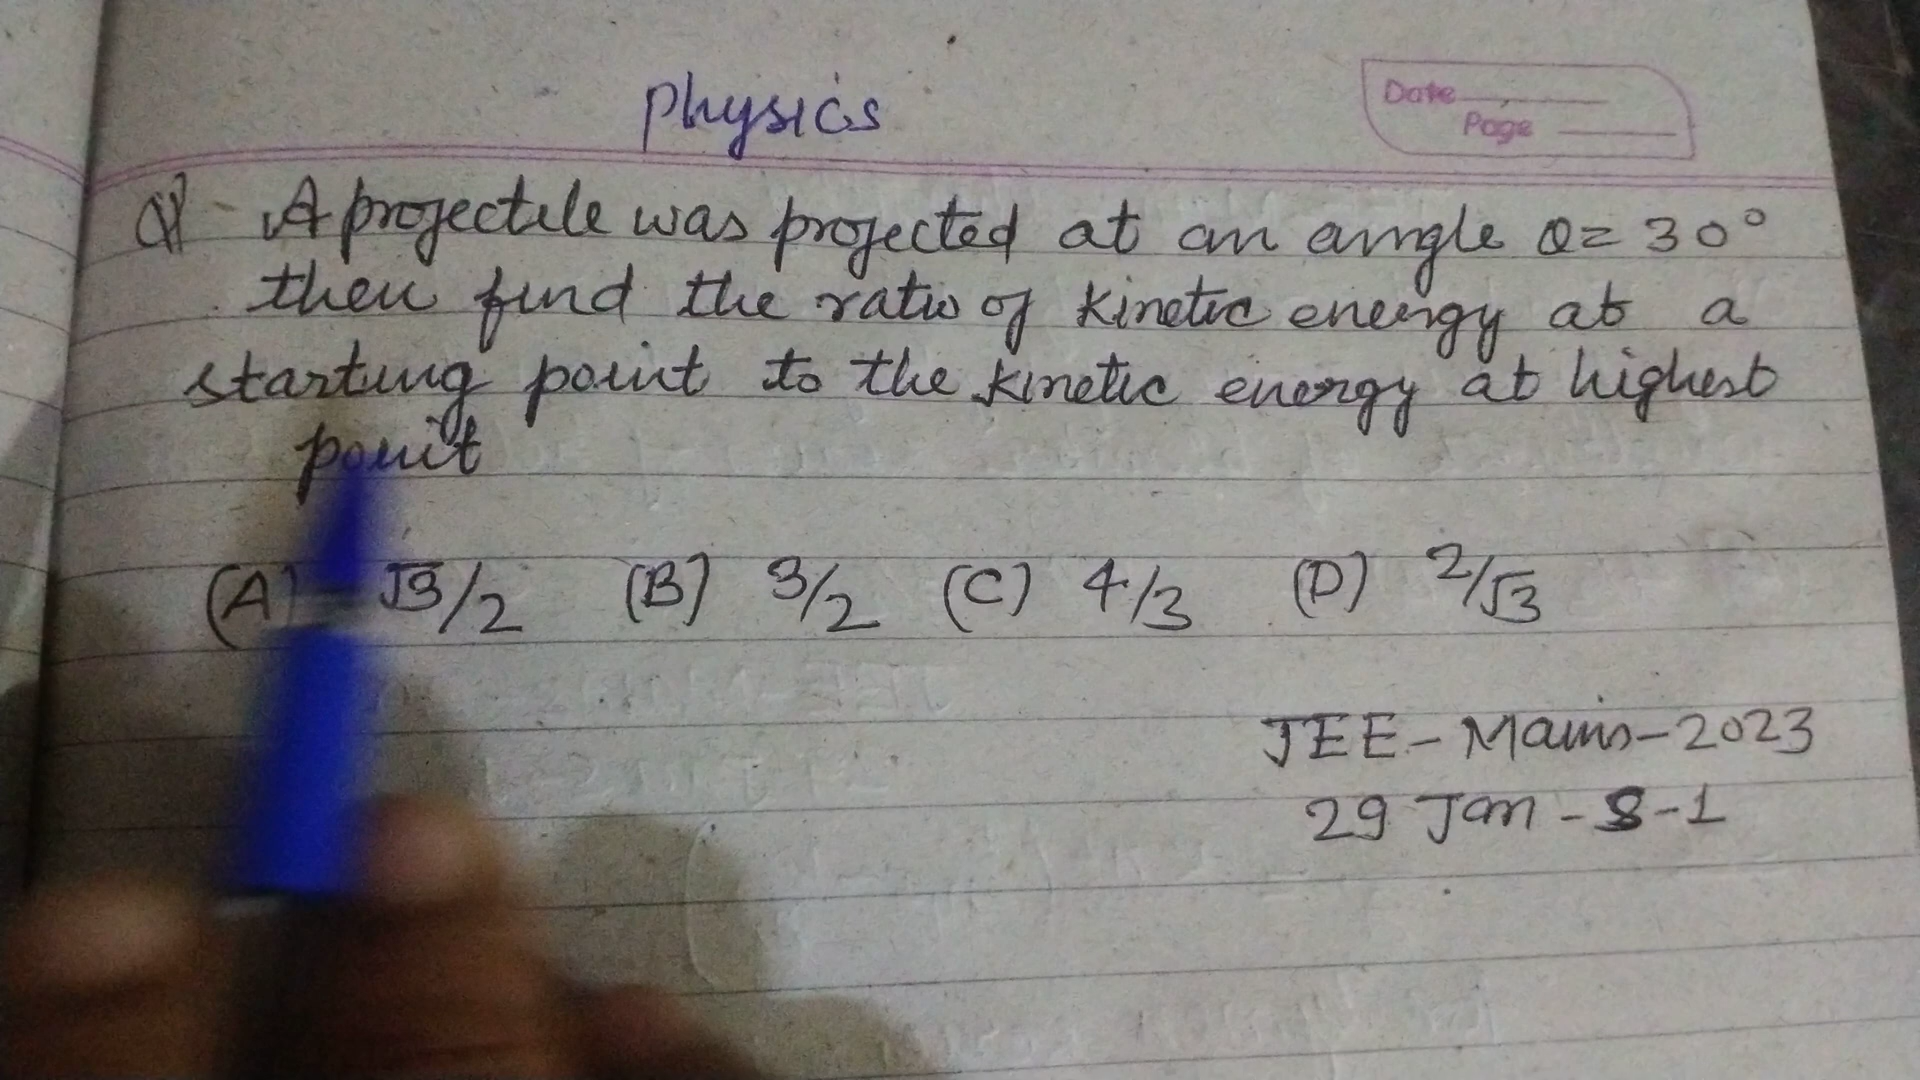 Physics
Date
Page
Q1 - A projectile was projected at an angle θ = 30°
then find the ratio of kinetic energy at a
starting point to the kinetic energy at highest
point
(A) √3/2 (B) 3/2 (C) 4/3 (D) 2/√3
JEE - Mains - 2023
29 Jan - S - 1